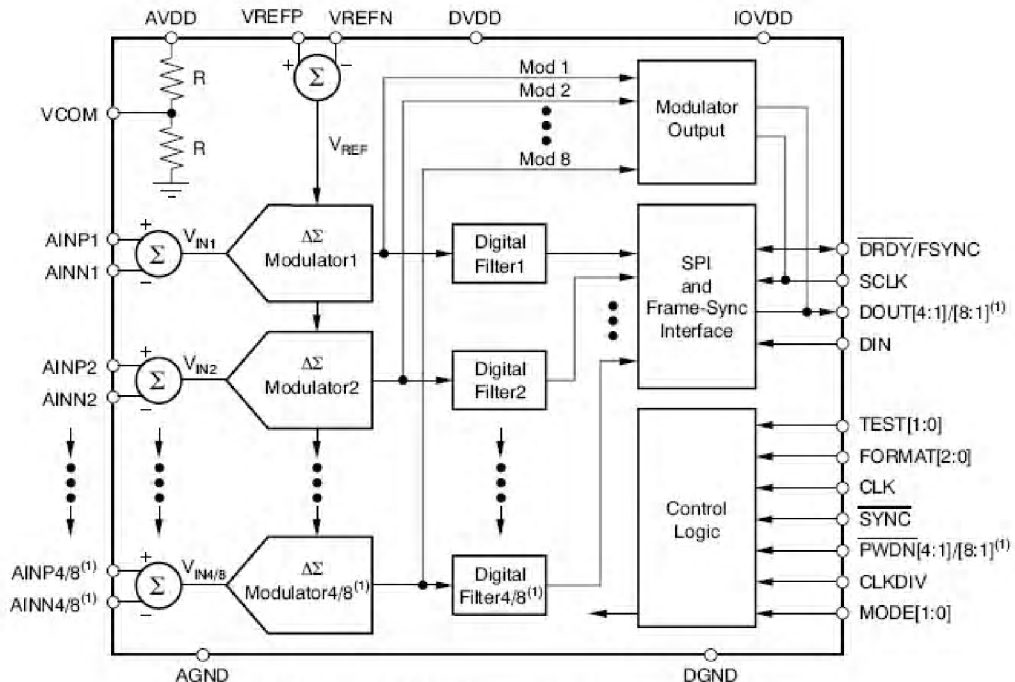 AVDD
VREFP
VREFN
DVDD
IOVDD
R
VCOM
R
+
−
Σ
VREF
Mod 1
Mod 2
Mod 8
Modulator
Output
AINP1
AINN1
+
−
Σ
VIN1
ΔΣ
Modulator1
Digital
Filter1
SPI
and
Frame-Sync
Interface
DRDY/FSYNC
SCLK
DOUT[4:1]/[8:1](1)
DIN
AINP2
AINN2
+
−
Σ
VIN2
ΔΣ
Modulator2
Digital
Filter2
TEST[1:0]
FORMAT[2:0]
CLK
SYNC
PWDN[4:1]/[8:1](1)
CLKDIV
MODE[1:0]
Control
Logic
AINP4/8(1)
AINN4/8(1)
+
−
Σ
VIN4/8
ΔΣ
Modulator4/8(1)
Digital
Filter4/8(1)
AGND
DGND